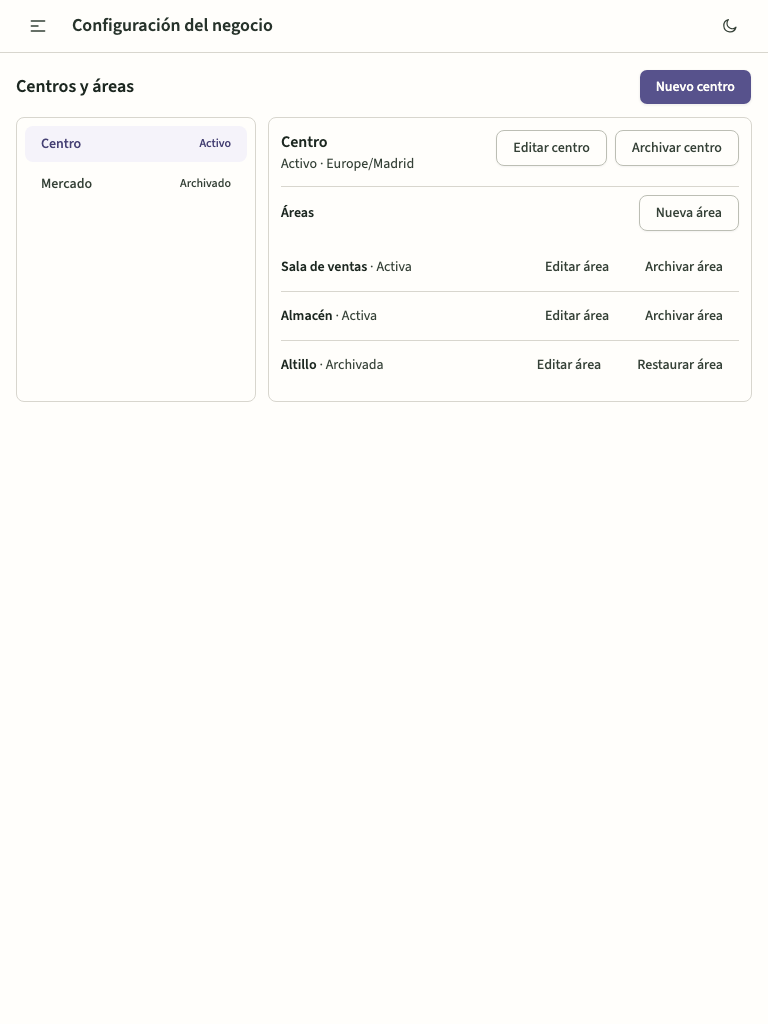 Configuración del negocio
Centros y áreas
Nuevo centro
Centro Activo
Mercado Archivado
Centro
Activo · Europe/Madrid
Editar centro Archivar centro
Áreas Nueva área
Sala de ventas · Activa Editar área Archivar área
Almacén · Activa Editar área Archivar área
Altillo · Archivada Editar área Restaurar área